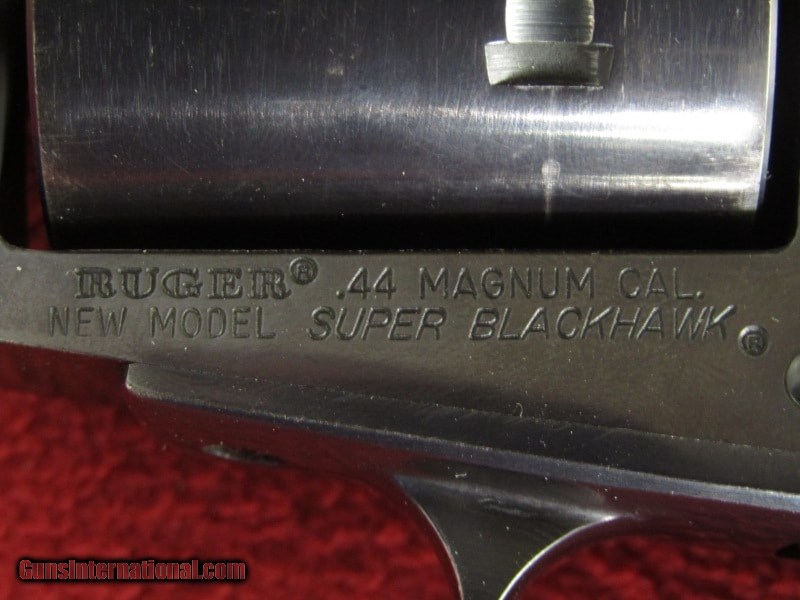 RUGER® .44 MAGNUM CAL.
NEW MODEL SUPER BLACKHAWK®
GunsInternational.com